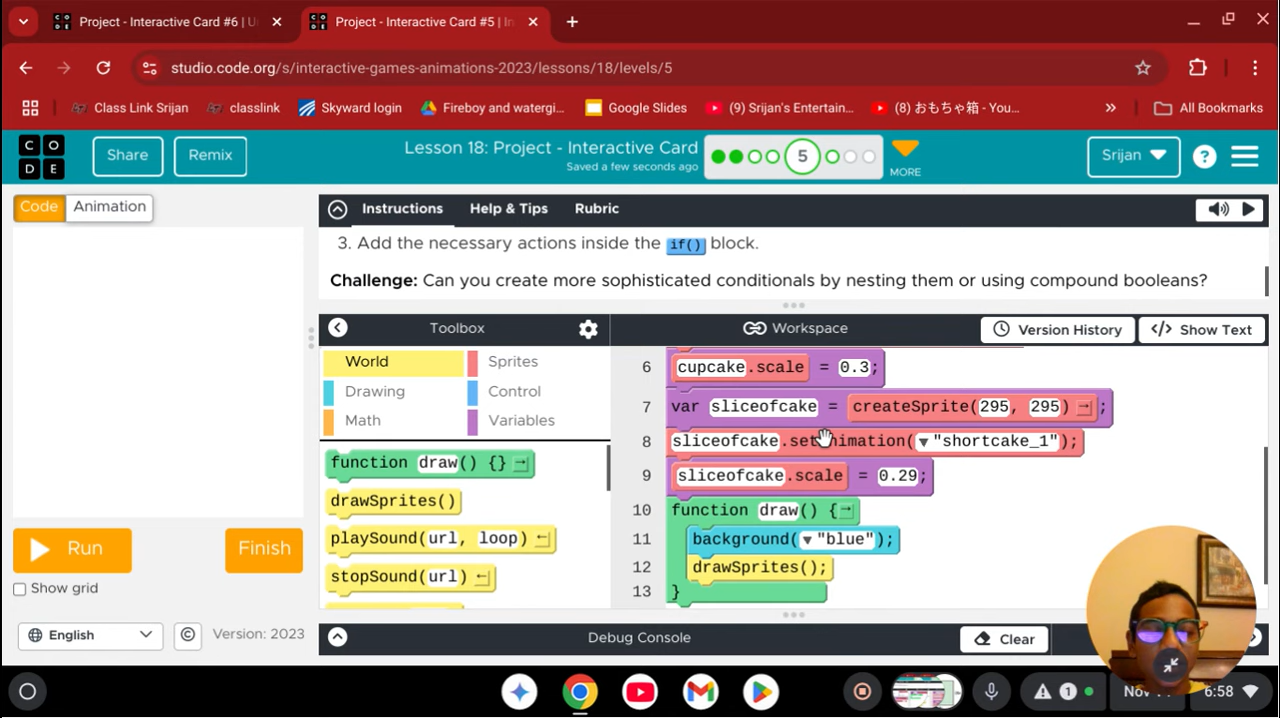 Project - Interactive Card #6 | U
Project - Interactive Card #5 | In
studio.code.org/s/interactive-games-animations-2023/lessons/18/levels/5
Class Link Srijan
classlink
Skyward login
Fireboy and watergi...
Google Slides
(9) Srijan's Entertain...
(8) おもちゃ箱 - You...
All Bookmarks
C O
D E
Share
Remix
Lesson 18: Project - Interactive Card
Saved a few seconds ago
5
MORE
Srijan
?
Code
Animation
Instructions
Help & Tips
Rubric
3. Add the necessary actions inside the if() block.
Challenge: Can you create more sophisticated conditionals by nesting them or using compound booleans?
Toolbox
Workspace
Version History
</> Show Text
World
Sprites
Drawing
Control
Math
Variables
function draw() {}
drawSprites()
playSound(url, loop)
stopSound(url)
6 cupcake.scale = 0.3;
7 var sliceofcake = createSprite(295, 295);
8 sliceofcake.setAnimation("shortcake_1");
9 sliceofcake.scale = 0.29;
10 function draw() {
11 background("blue");
12 drawSprites();
13 }
Run
Finish
Show grid
English
©
Version: 2023
Debug Console
Clear
1
6:58